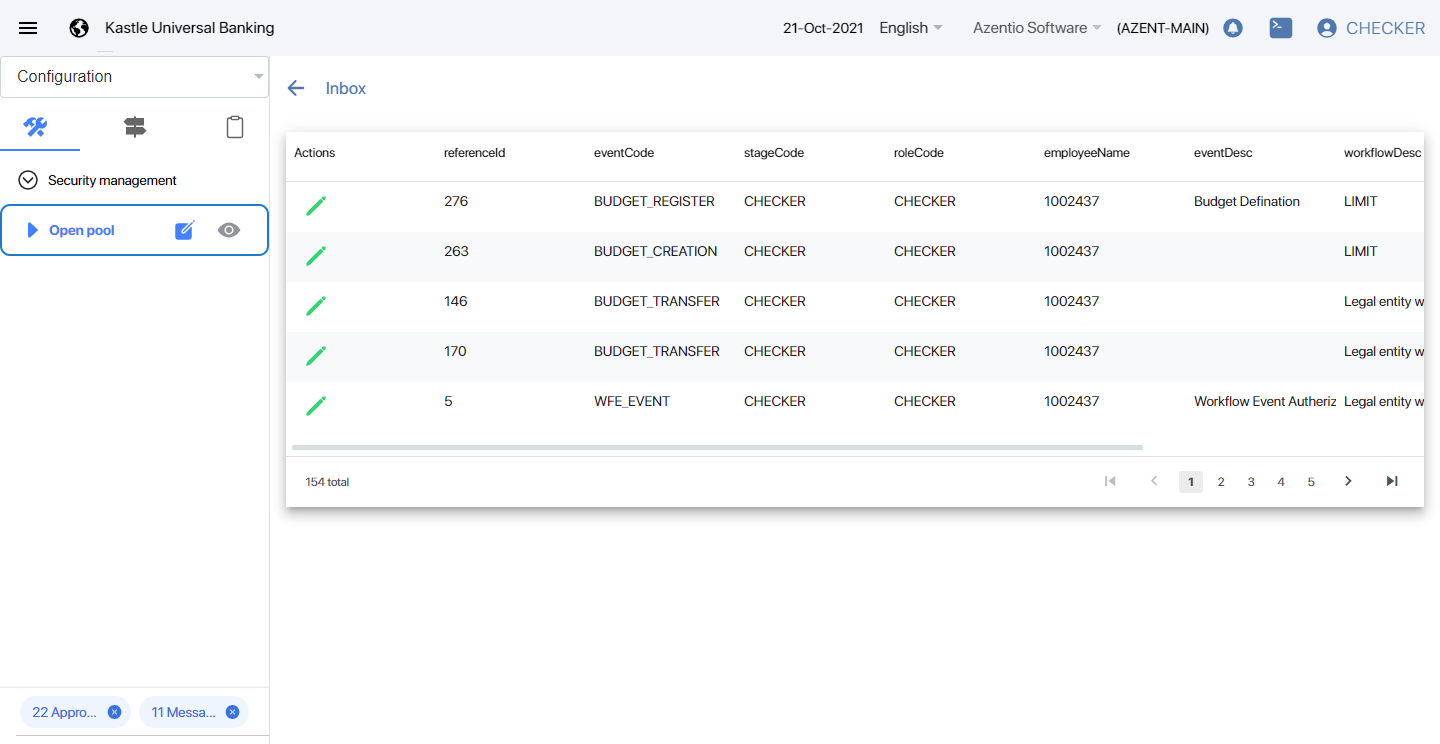 Kastle Universal Banking 21-Oct-2021 English Azentio Software (AZENT-MAIN) CHECKER
Configuration
Security management
Open pool
22 Appro... 11 Messa...
Inbox
Actions referenceId eventCode stageCode roleCode employeeName eventDesc workflowDesc
276 BUDGET_REGISTER CHECKER CHECKER 1002437 Budget Defination LIMIT
263 BUDGET_CREATION CHECKER CHECKER 1002437 LIMIT
146 BUDGET_TRANSFER CHECKER CHECKER 1002437 Legal entity w
170 BUDGET_TRANSFER CHECKER CHECKER 1002437 Legal entity w
5 WFE_EVENT CHECKER CHECKER 1002437 Workflow Event Autheriz Legal entity w
154 total 1 2 3 4 5